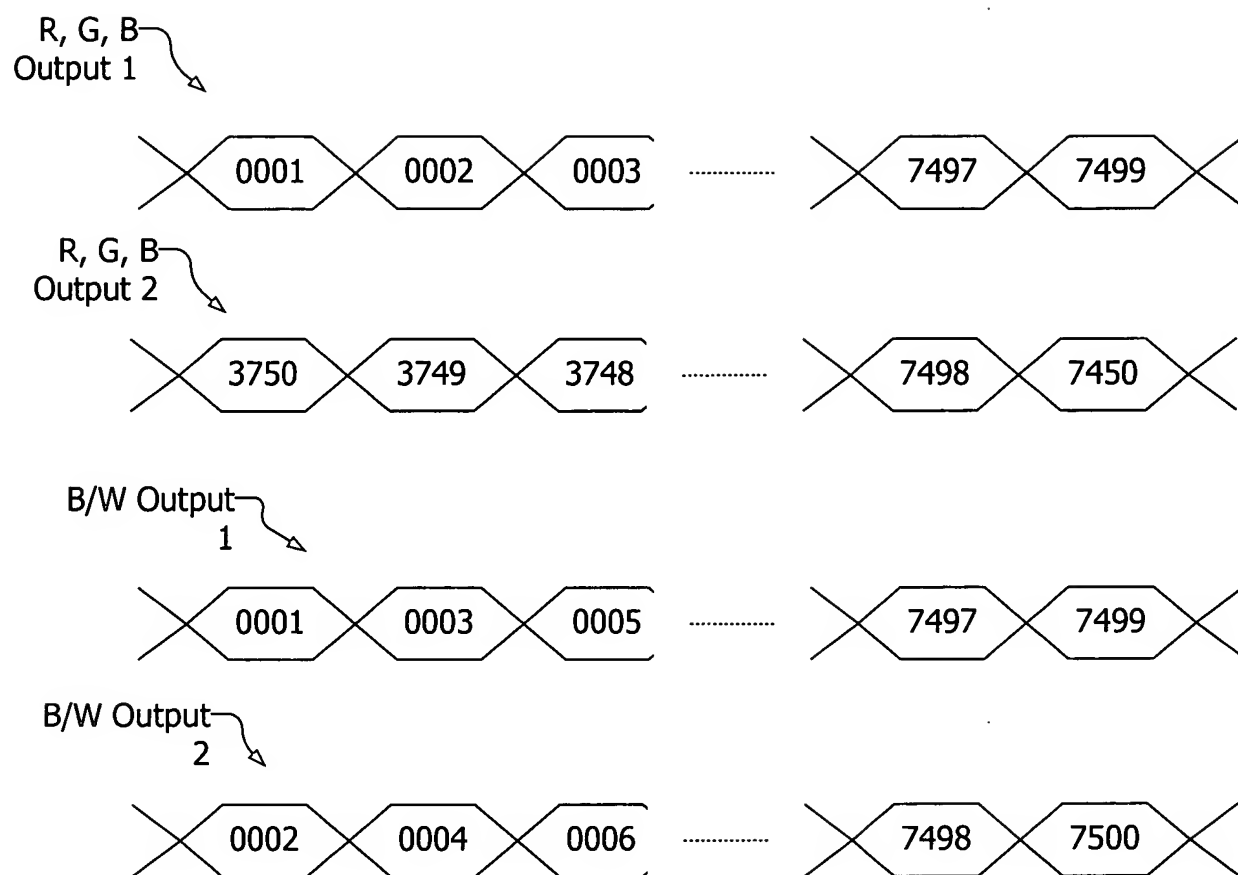 R, G, B
Output 1
0001 0002 0003 ............... 7497 7499
R, G, B
Output 2
3750 3749 3748 ............... 7498 7450
B/W Output
1
0001 0003 0005 ............... 7497 7499
B/W Output
2
0002 0004 0006 ............... 7498 7500